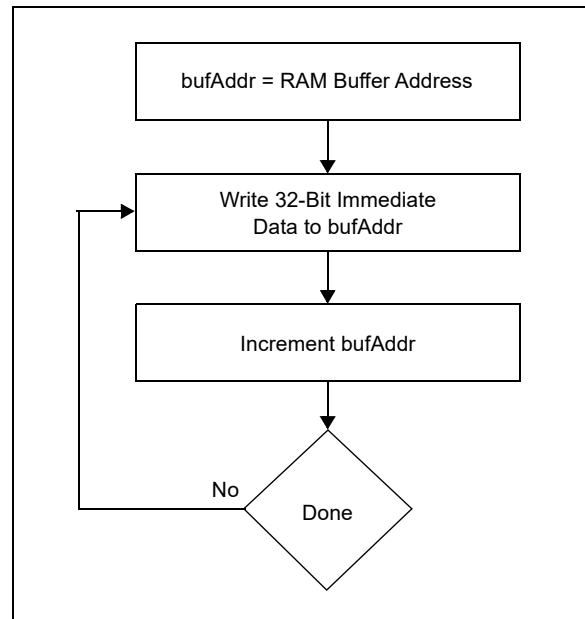 bufAddr = RAM Buffer Address
Write 32-Bit Immediate
Data to bufAddr
Increment bufAddr
No
Done